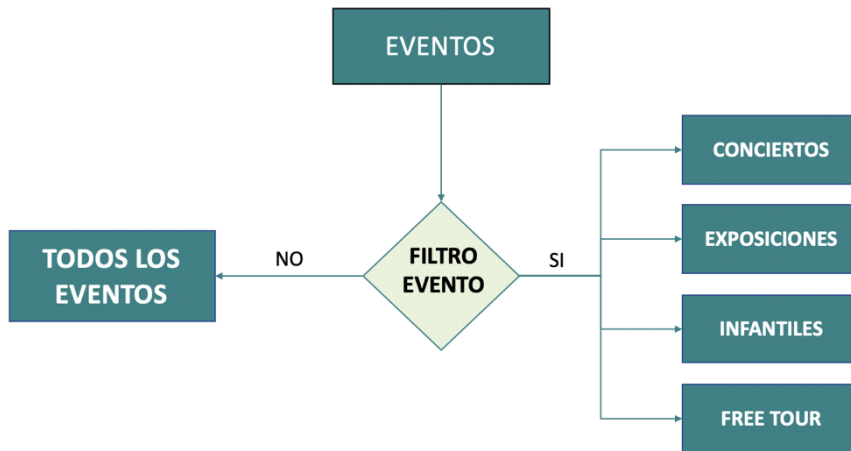 EVENTOS
CONCIERTOS
EXPOSICIONES
TODOS LOS
EVENTOS
NO
FILTRO
EVENTO
SI
INFANTILES
FREE TOUR